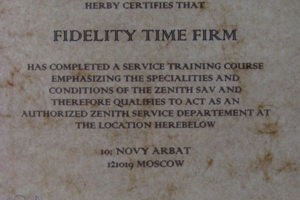 HERBY CERTIFIES THAT
FIDELITY TIME FIRM
HAS COMPLETED A SERVICE TRAINING COURSE
EMPHASIZING THE SPECIALITIES AND
CONDITIONS OF THE ZENITH SAV AND
THEREFORE QUALIFIES TO ACT AS AN
AUTHORIZED ZENITH SERVICE DEPARTEMENT AT
THE LOCATION HEREBELOW
10; NOVY ARBAT
121019 MOSCOW